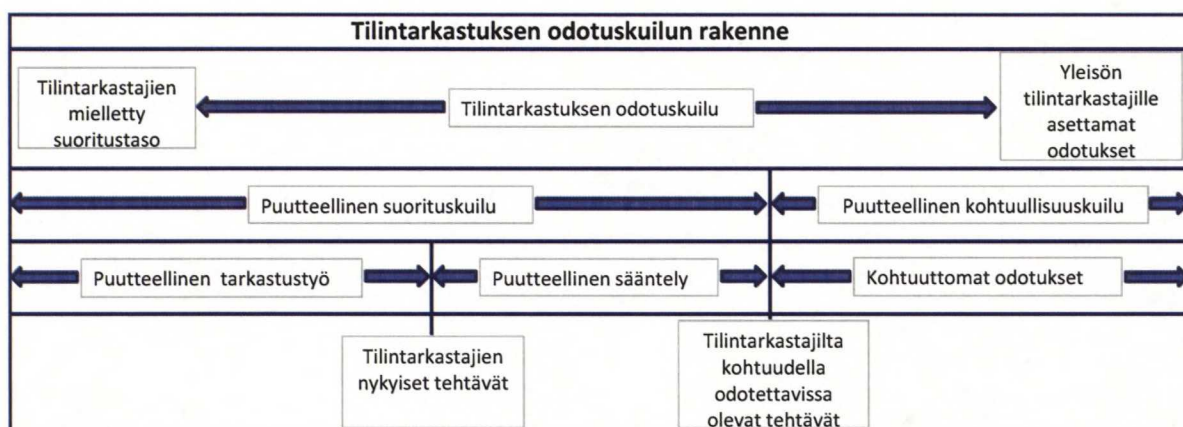 Tilintarkastuksen odotuskuilun rakenne
Tilintarkastajien
mielletty
suoritustaso
Tilintarkastuksen odotuskuilu
Yleisön
tilintarkastajille
asettamat
odotukset
Puutteellinen suorituskuilu
Puutteellinen kohtuullisuuskuilu
Puutteellinen tarkastustyö
Puutteellinen sääntely
Kohtuuttomat odotukset
Tilintarkastajien
nykyiset tehtävät
Tilintarkastajilta
kohtuudella
odotettavissa
olevat tehtävät